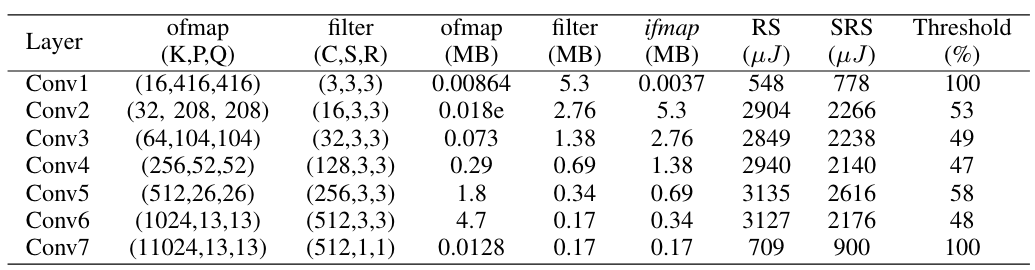 Layer ofmap (K,P,Q) filter (C,S,R) ofmap (MB) filter (MB) ifmap (MB) RS (μJ) SRS (μJ) Threshold (%)
Conv1 (16,416,416) (3,3,3) 0.00864 5.3 0.0037 548 778 100
Conv2 (32, 208, 208) (16,3,3) 0.018e 2.76 5.3 2904 2266 53
Conv3 (64,104,104) (32,3,3) 0.073 1.38 2.76 2849 2238 49
Conv4 (256,52,52) (128,3,3) 0.29 0.69 1.38 2940 2140 47
Conv5 (512,26,26) (256,3,3) 1.8 0.34 0.69 3135 2616 58
Conv6 (1024,13,13) (512,3,3) 4.7 0.17 0.34 3127 2176 48
Conv7 (11024,13,13) (512,1,1) 0.0128 0.17 0.17 709 900 100